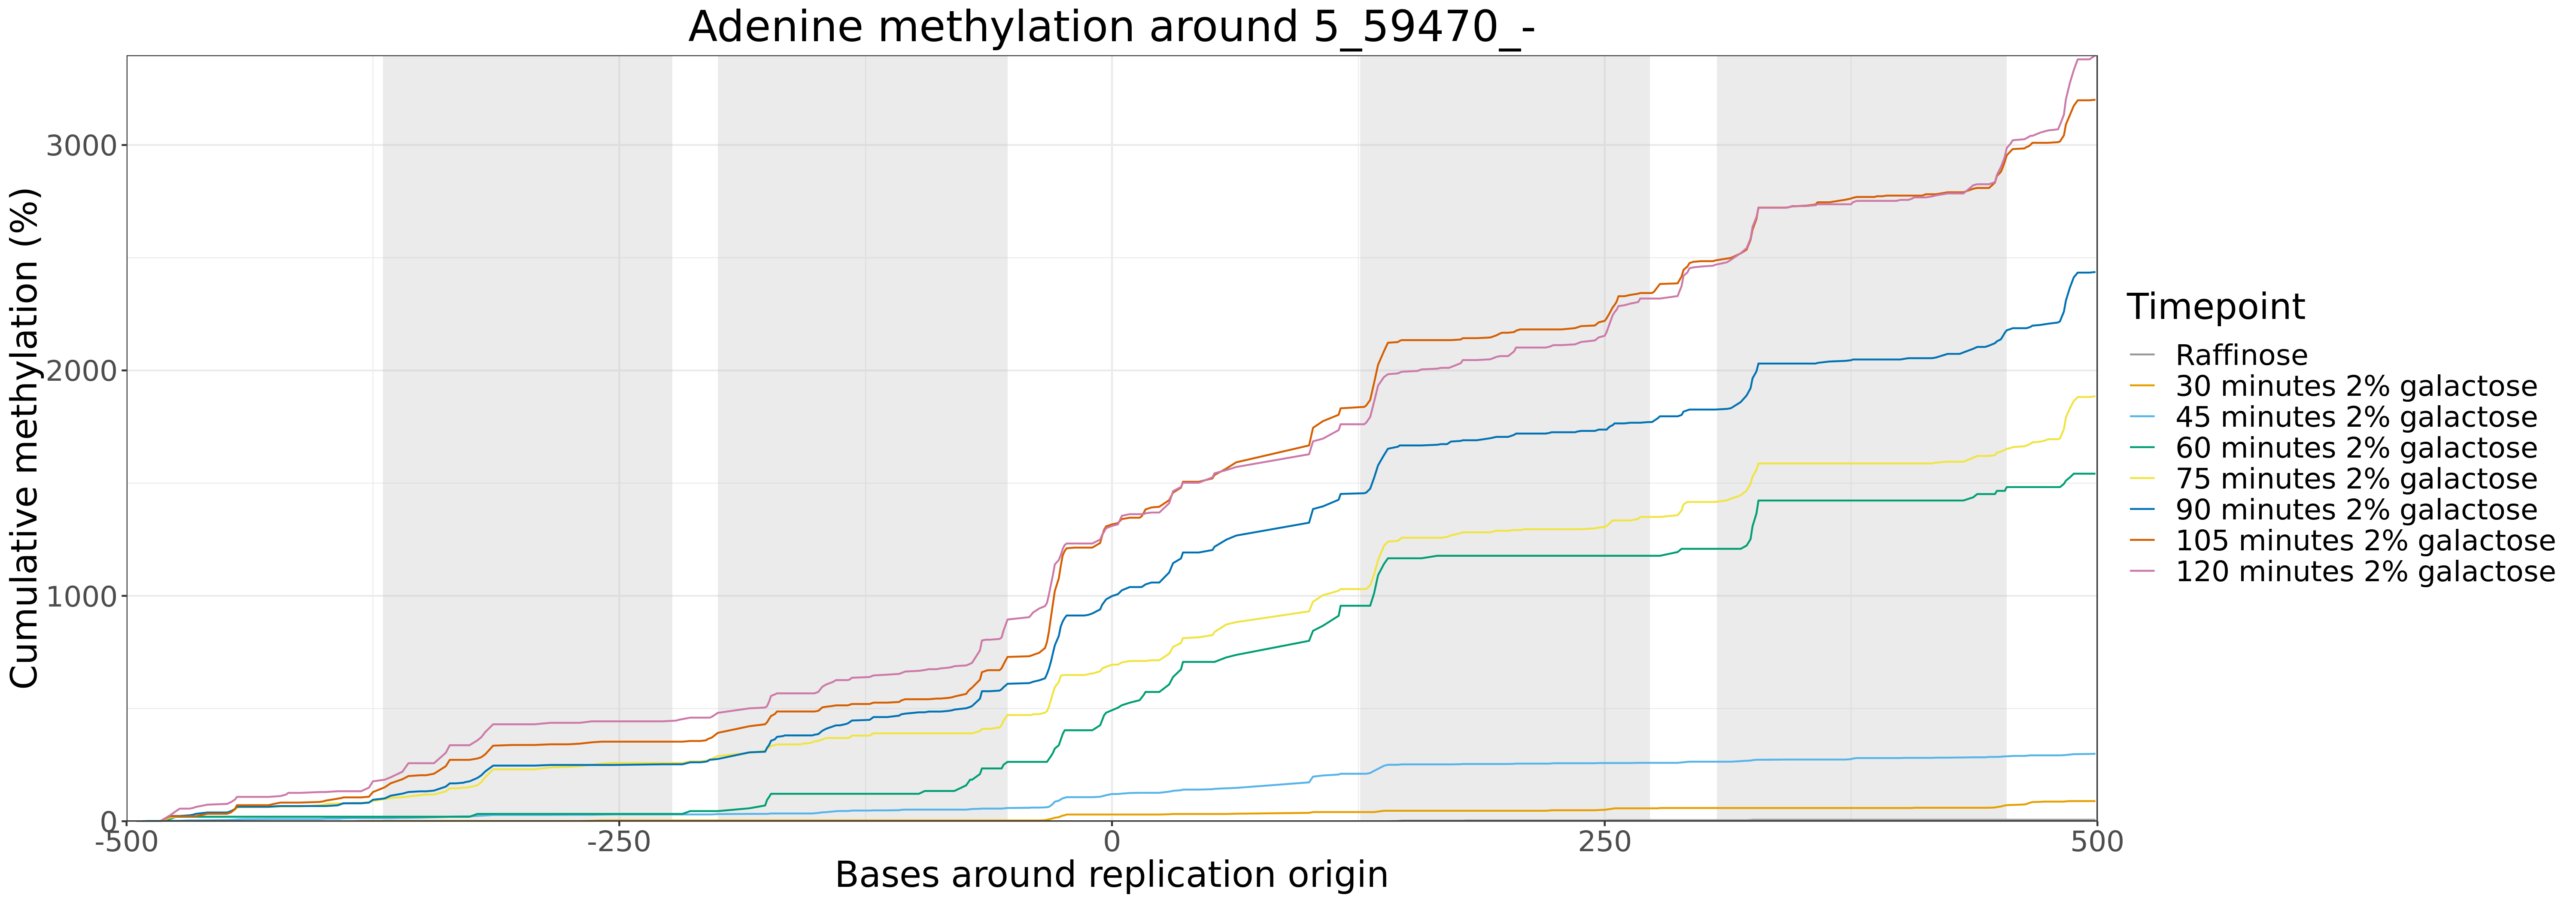 Adenine methylation around 5_59470_-
Cumulative methylation (%)
3000
2000
1000
0
-500
-250
0
250
500
Bases around replication origin
Timepoint
Raffinose
30 minutes 2% galactose
45 minutes 2% galactose
60 minutes 2% galactose
75 minutes 2% galactose
90 minutes 2% galactose
105 minutes 2% galactose
120 minutes 2% galactose